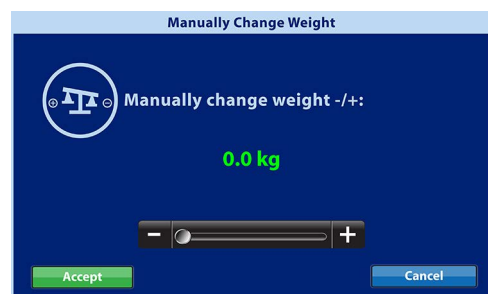 Manually Change Weight
Manually change weight -/+:
0.0 kg
− +
Accept Cancel